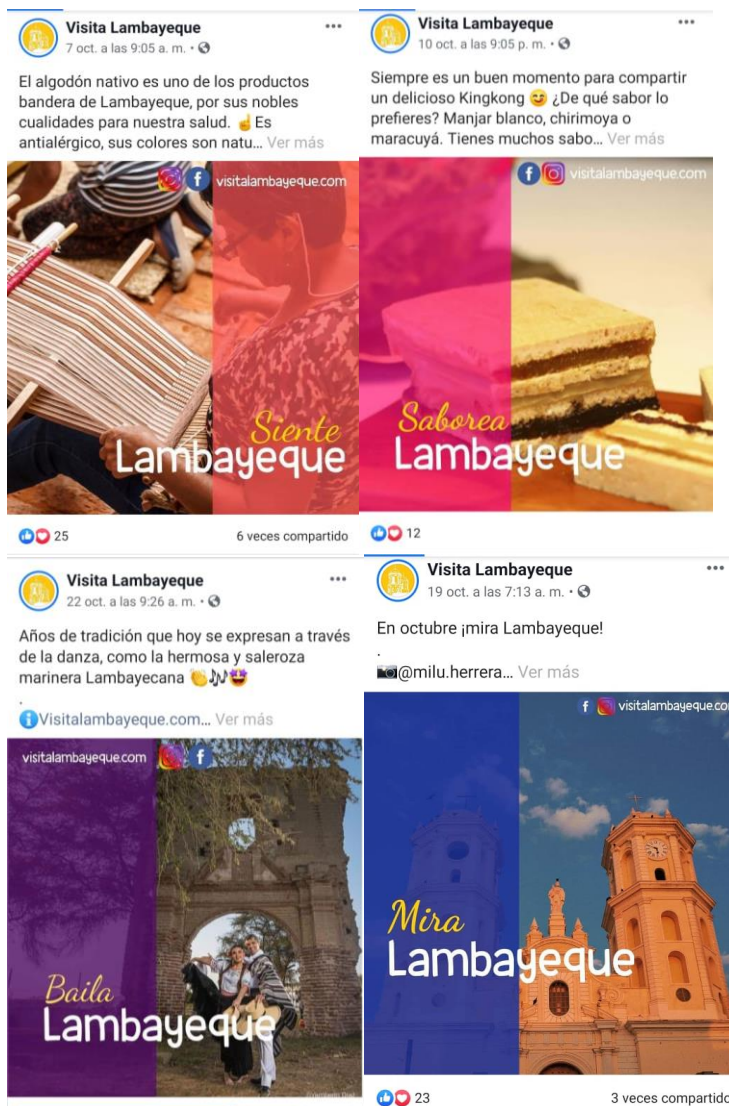 Visita Lambayeque
7 oct. a las 9:05 a. m. •
El algodón nativo es uno de los productos
bandera de Lambayeque, por sus nobles
cualidades para nuestra salud. ☝️Es
antialérgico, sus colores son natu... Ver más
visitalambayeque.com
Siente
Lambayeque
25
6 veces compartido
Visita Lambayeque
10 oct. a las 9:05 p. m. •
Siempre es un buen momento para compartir
un delicioso Kingkong 😋 ¿De qué sabor lo
prefieres? Manjar blanco, chirimoya o
maracuyá. Tienes muchos sabo... Ver más
visitalambayeque.com
Saborea
Lambayeque
12
Visita Lambayeque
22 oct. a las 9:26 a. m. •
Años de tradición que hoy se expresan a través
de la danza, como la hermosa y saleroza
marinera Lambayecana 👏🎶🤩
.
ℹ️Visitalambayeque.com... Ver más
visitalambayeque.com
Baila
Lambayeque
Visita Lambayeque
19 oct. a las 7:13 a. m. •
En octubre ¡mira Lambayeque!
.
📷@milu.herrera... Ver más
visitalambayeque.co
Mira
Lambayeque
23
3 veces compartido